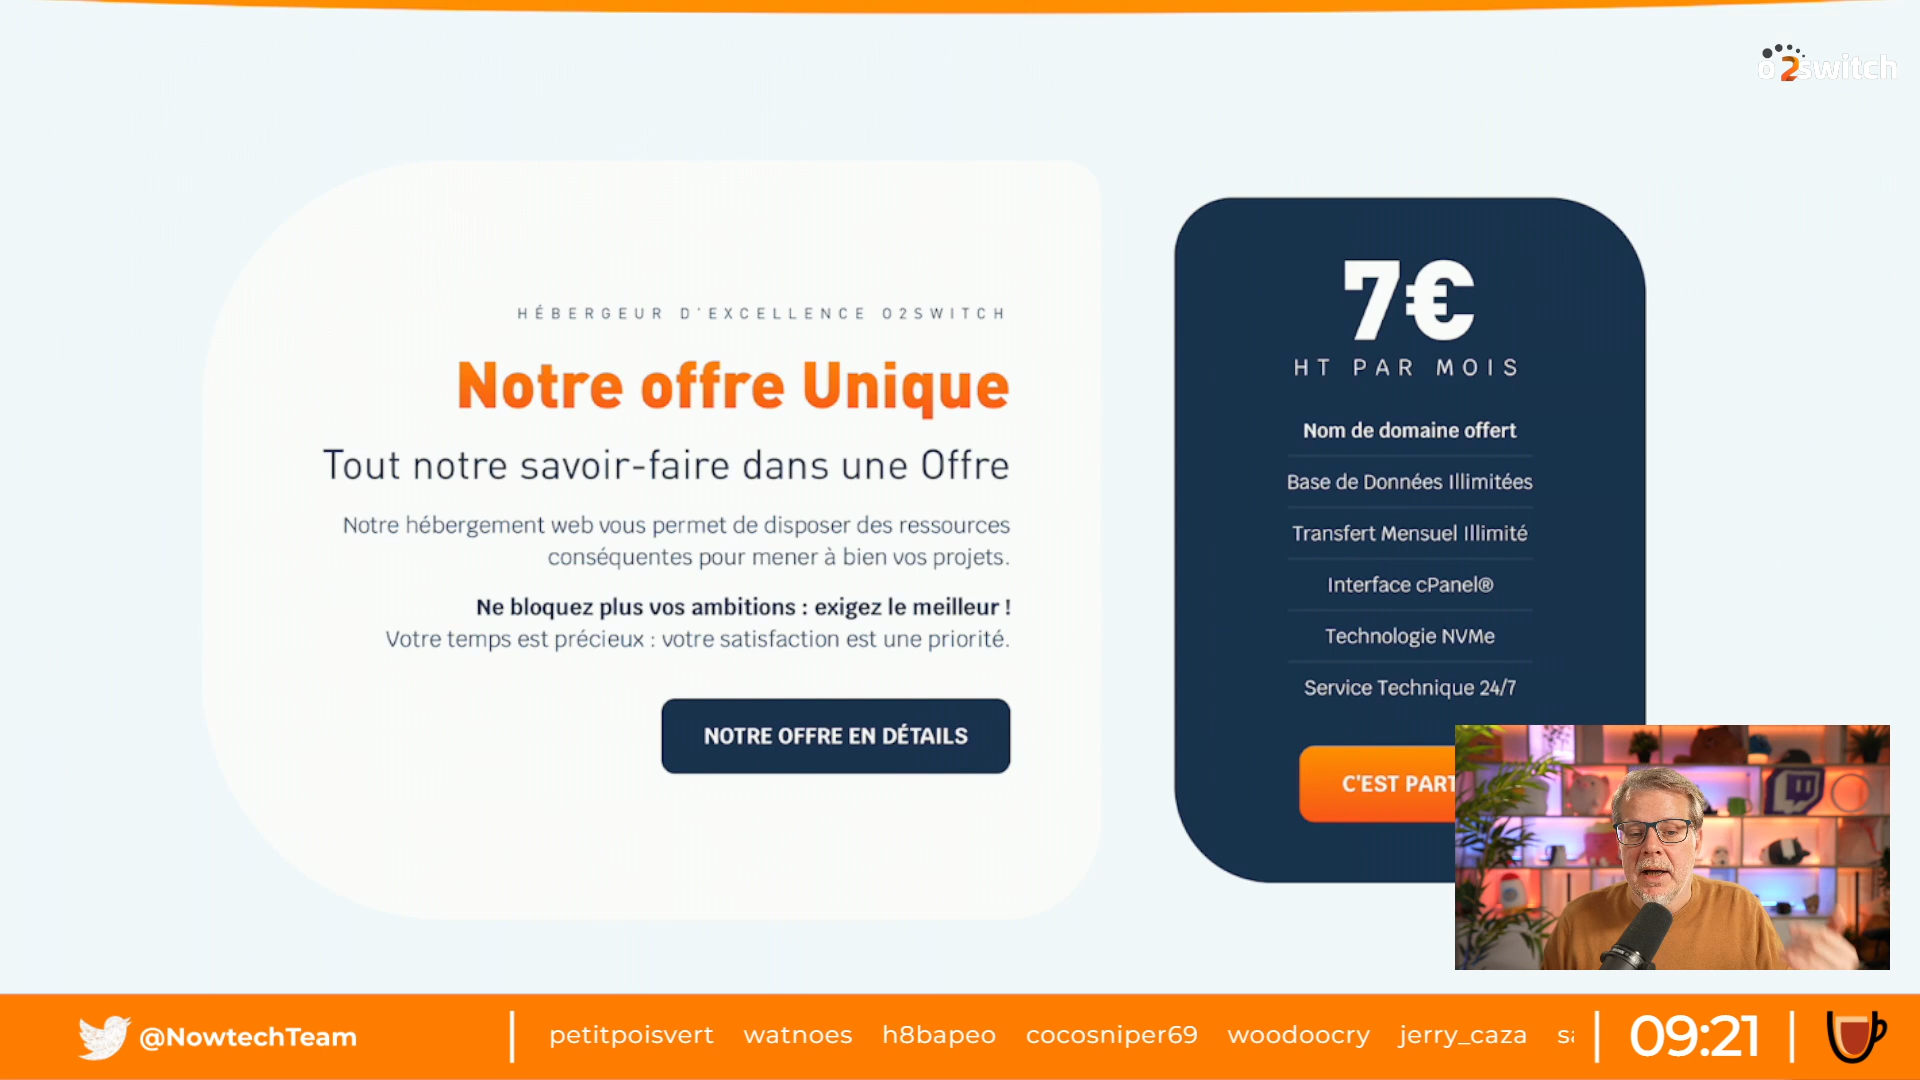 o2switch
HÉBERGEUR D'EXCELLENCE O2SWITCH
Notre offre Unique
Tout notre savoir-faire dans une Offre
Notre hébergement web vous permet de disposer des ressources
conséquentes pour mener à bien vos projets.
Ne bloquez plus vos ambitions : exigez le meilleur !
Votre temps est précieux : votre satisfaction est une priorité.
NOTRE OFFRE EN DÉTAILS
7€
HT PAR MOIS
Nom de domaine offert
Base de Données Illimitées
Transfert Mensuel Illimité
Interface cPanel®
Technologie NVMe
Service Technique 24/7
C'EST PART
@NowtechTeam
petitpoisvert watnoes h8bapeo cocosniper69 woodoocry jerry_caza
09:21